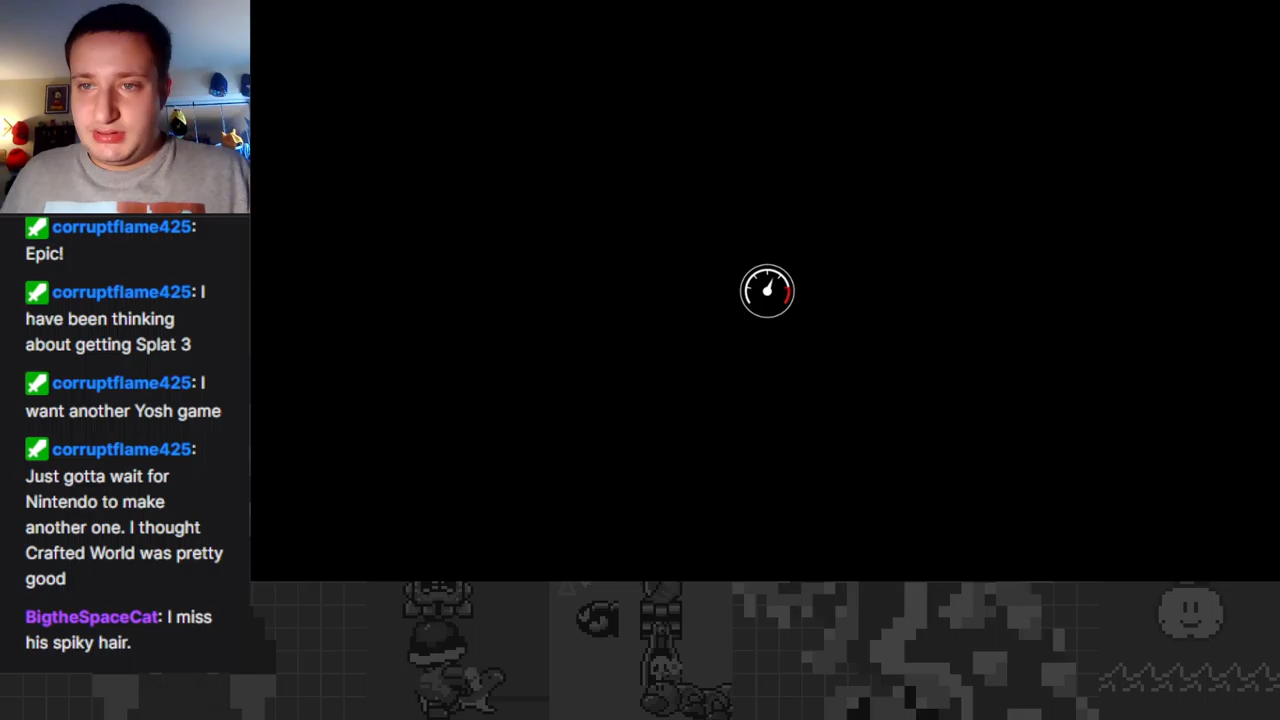 corruptflame425:
Epic!
corruptflame425: I
have been thinking
about getting Splat 3
corruptflame425: I
want another Yosh game
corruptflame425:
Just gotta wait for
Nintendo to make
another one. I thought
Crafted World was pretty
good
BigtheSpaceCat: I miss
his spiky hair.